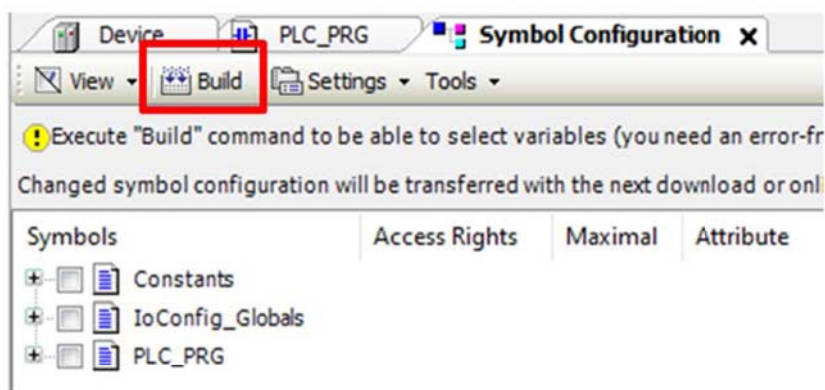 Device PLC_PRG Symbol Configuration x
View Build Settings Tools
Execute "Build" command to be able to select variables (you need an error-fr
Changed symbol configuration will be transferred with the next download or onli
Symbols Access Rights Maximal Attribute
Constants
IoConfig_Globals
PLC_PRG